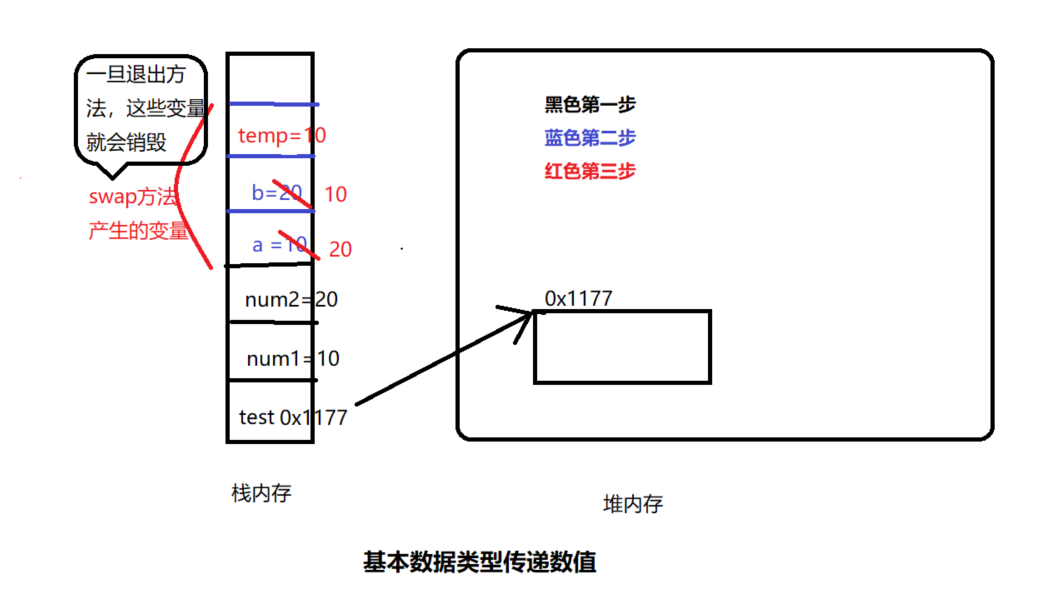 一旦退出方
法，这些变量
就会销毁
swap方法
产生的变量
temp=10
b=20 10
a =10 20
num2=20
num1=10
test 0x1177
栈内存
黑色第一步
蓝色第二步
红色第三步
0x1177
堆内存
基本数据类型传递数值